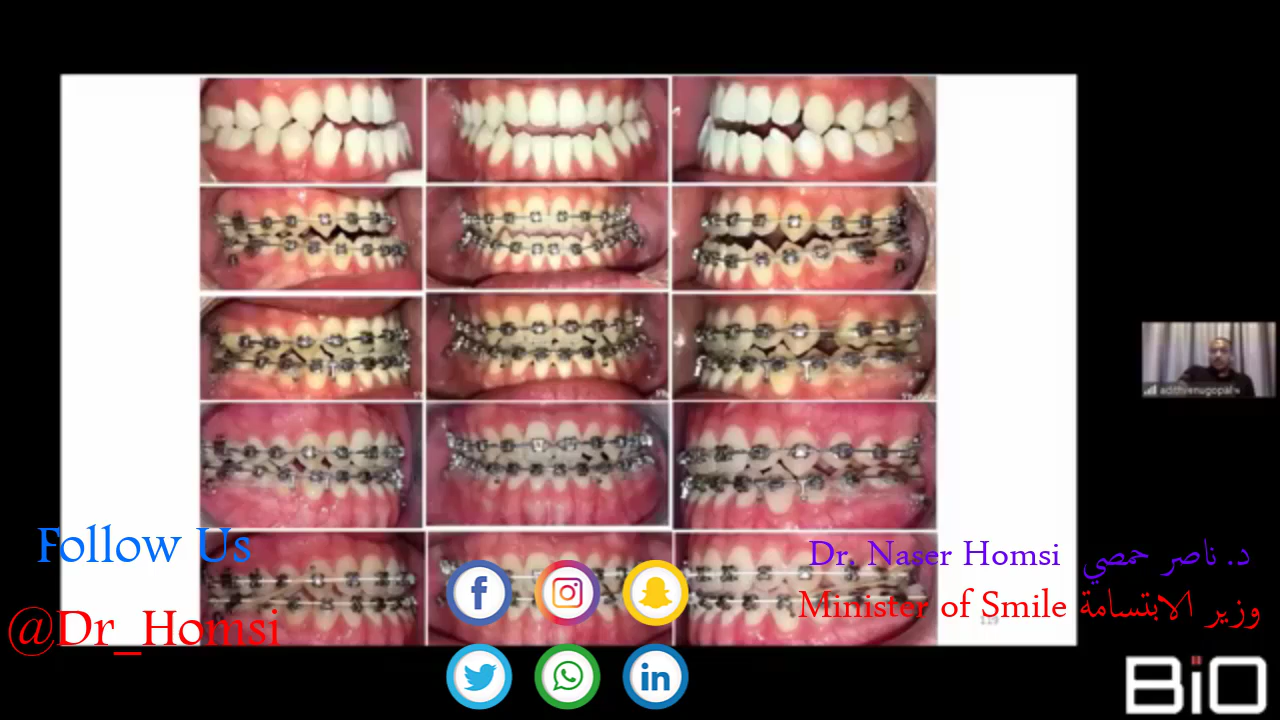 Follow Us
@Dr_Homsi
Dr. Naser Homsi د. ناصر حمصي
Minister of Smile وزير الابتسامة
BiO